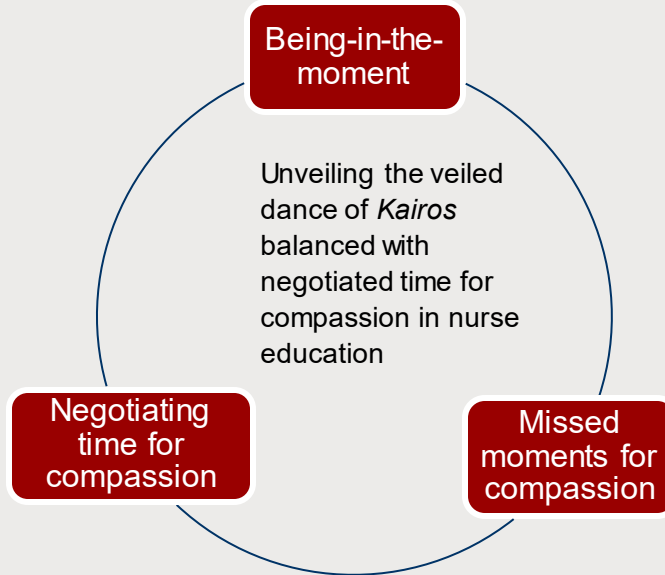 Being-in-the-
moment
Unveiling the veiled
dance of Kairos
balanced with
negotiated time for
compassion in nurse
education
Negotiating
time for
compassion
Missed
moments for
compassion